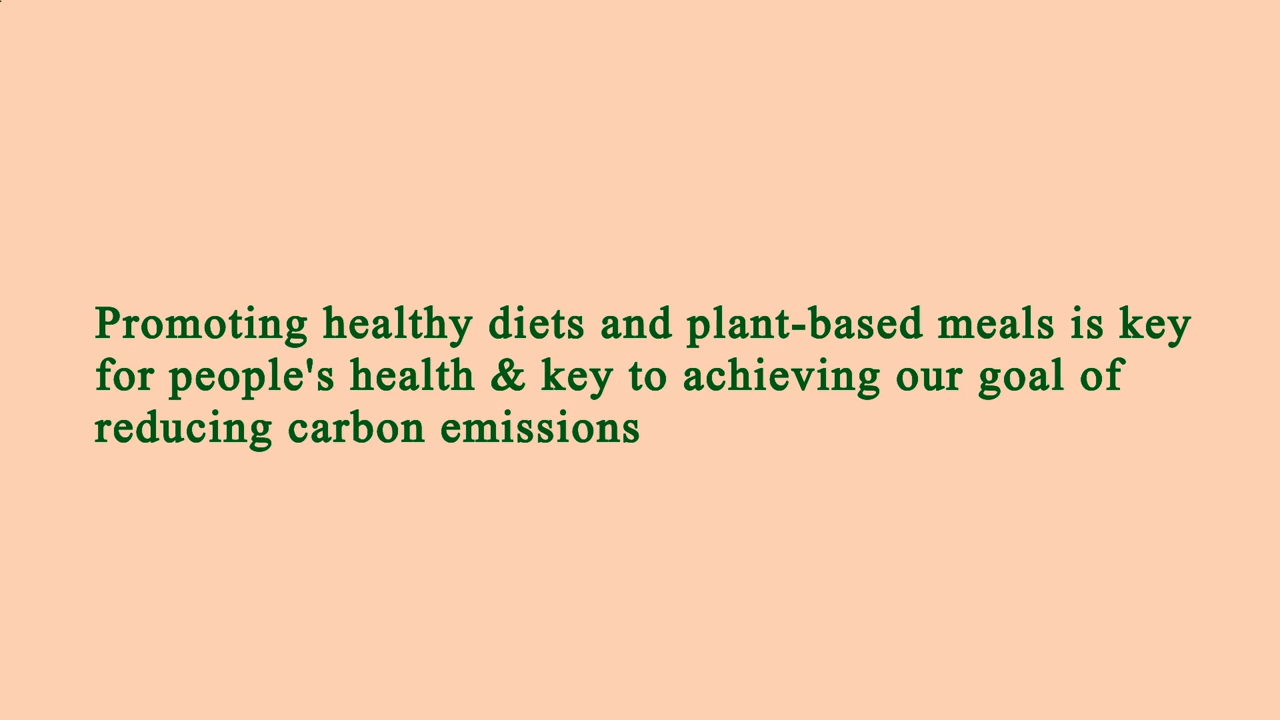 Promoting healthy diets and plant-based meals is key
for people's health & key to achieving our goal of
reducing carbon emissions